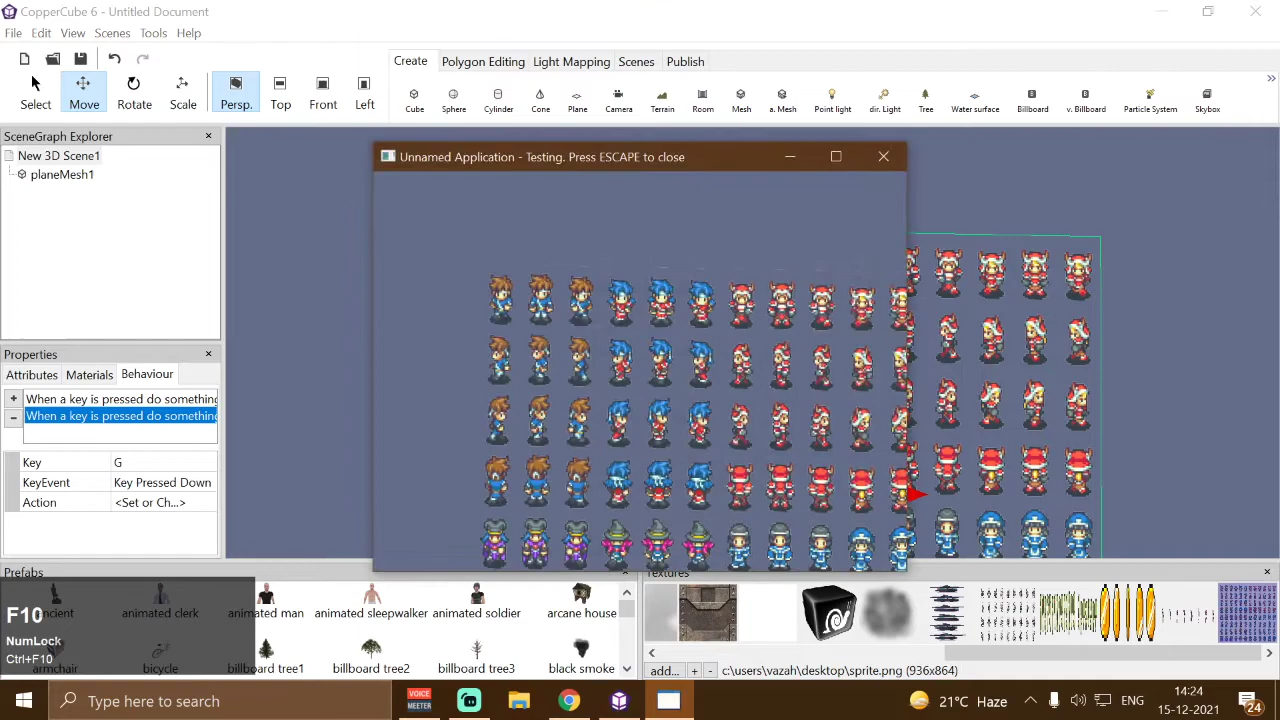 CopperCube 6 - Untitled Document
File Edit View Scenes Tools Help
Create Polygon Editing Light Mapping Scenes Publish
Select Move Rotate Scale Persp. Top Front Left
Cube Sphere Cylinder Cone Plane Camera Terrain Room Mesh a. Mesh Point light dir. Light Tree Water surface Billboard v. Billboard Particle System Skybox
SceneGraph Explorer
New 3D Scene1
planeMesh1
Unnamed Application - Testing. Press ESCAPE to close
Properties
Attributes Materials Behaviour
When a key is pressed do something
When a key is pressed do something
Key G
KeyEvent Key Pressed Down
Action <Set or Ch...>
Prefabs
animated clerk animated man animated sleepwalker animated soldier arcane house
bicycle billboard tree1 billboard tree2 billboard tree3 black smoke
F10
NumLock
Ctrl+F10
Textures
add... + - c:\users\vazah\desktop\sprite.png (936x864)
Type here to search
VOICE
MEETER
21°C Haze
ENG
14:24
15-12-2021
24